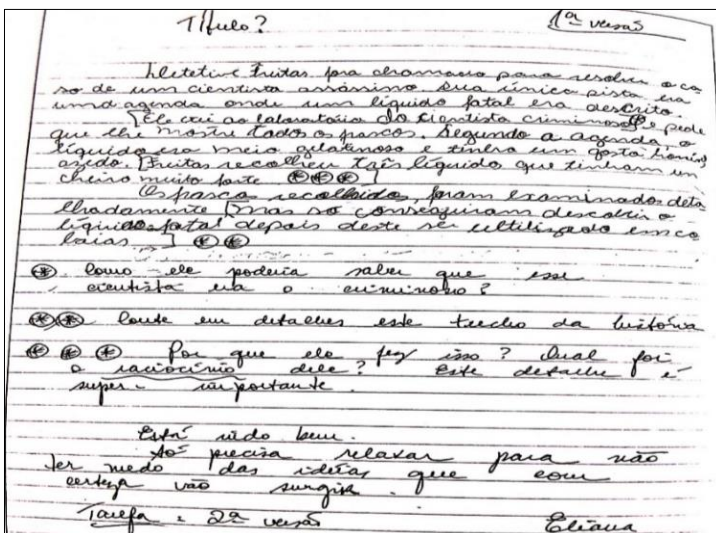 Título? 1ª versão
Detetive Freitas fora chamado para resolver o ca
so de um cientista assassino. Sua única pista era
uma agenda onde um líquido fatal era descrito.
[Ele vai ao laboratório do cientista criminoso e pede
que lhe mostre todos os frascos. Segundo a agenda, o
líquido era meio gelatinoso e tinha um gosto
azedo. [Freitas recolheu três líquido que tinham un
cheiro muito forte ⊛⊛⊛]
Os frasco recolhidos, foram examinados deta
lhadamente [mas só conseguiram descobrir o
líquido fatal depois deste ser ultilizado em co
baias. ] ⊛⊛
⊛ Como ele poderia saber que esse
cientista era o criminoso?
⊛⊛ Conte em detalhes este trecho da história
⊛⊛⊛ Por que ele fez isso? Qual foi
o raciocínio dele? Este detalhe é
super-importante.
Está indo bem.
Só precisa relaxar para não
ter medo das ideias que com
certeza vão surgir.
Tarefa: 2ª versão Eliana